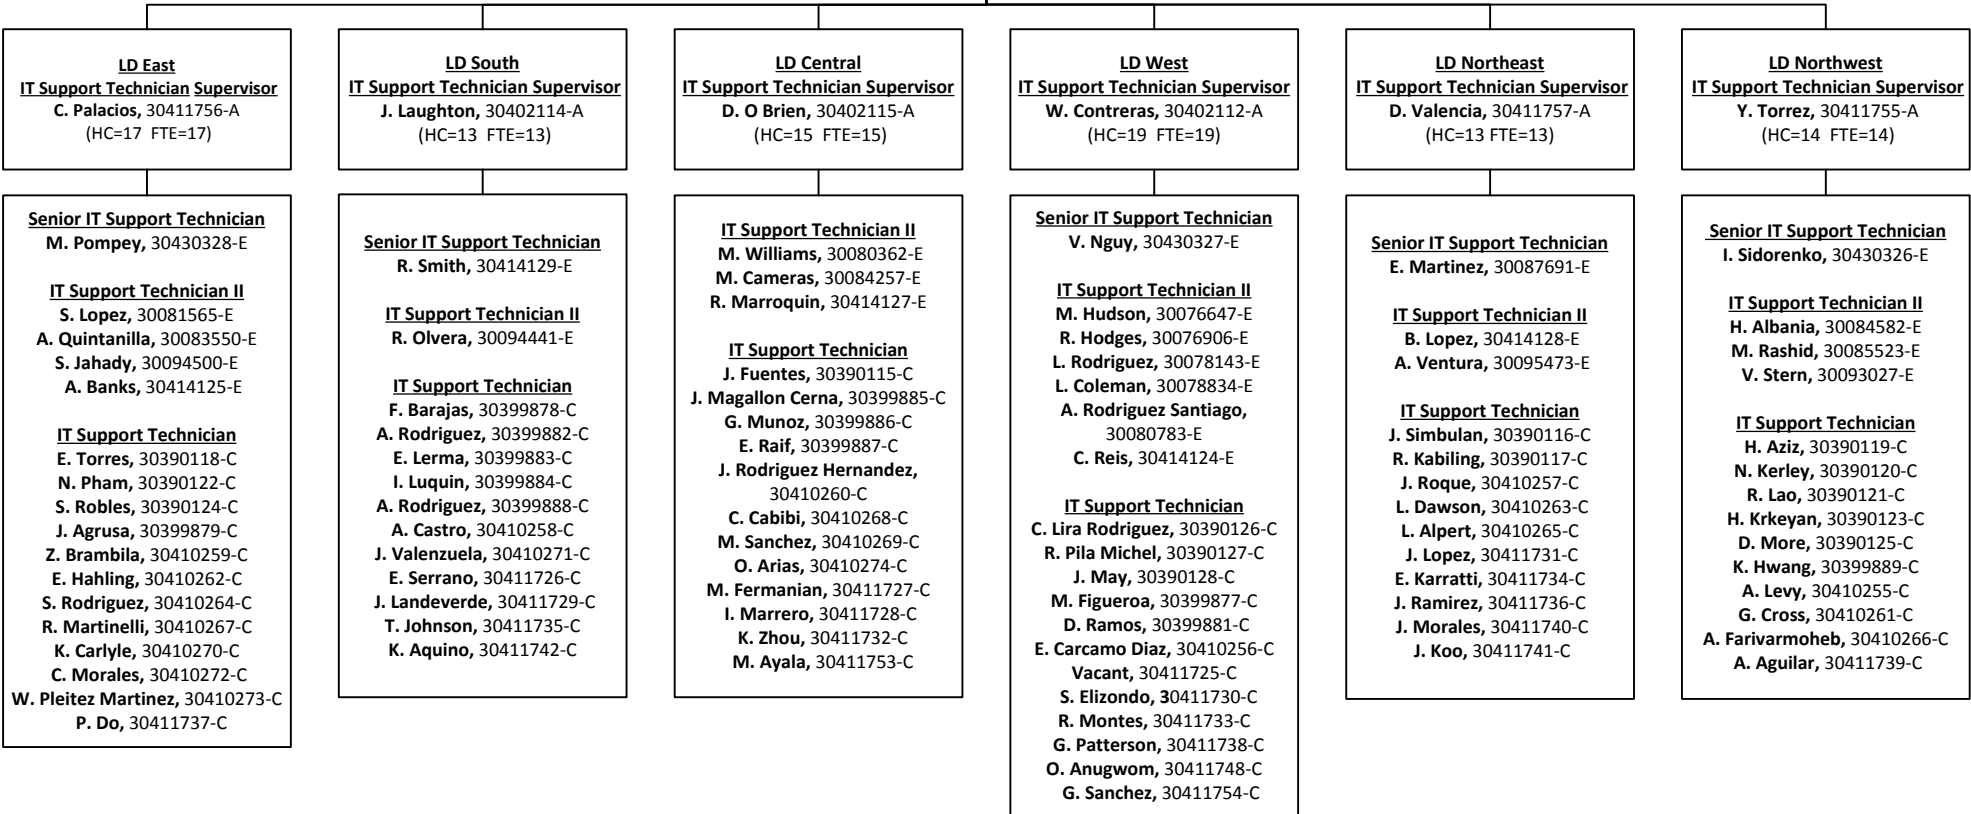 LD East
IT Support Technician Supervisor
C. Palacios, 30411756-A
(HC=17 FTE=17)
LD South
IT Support Technician Supervisor
J. Laughton, 30402114-A
(HC=13 FTE=13)
LD Central
IT Support Technician Supervisor
D. O Brien, 30402115-A
(HC=15 FTE=15)
LD West
IT Support Technician Supervisor
W. Contreras, 30402112-A
(HC=19 FTE=19)
LD Northeast
IT Support Technician Supervisor
D. Valencia, 30411757-A
(HC=13 FTE=13)
LD Northwest
IT Support Technician Supervisor
Y. Torrez, 30411755-A
(HC=14 FTE=14)
Senior IT Support Technician
M. Pompey, 30430328-E
IT Support Technician II
S. Lopez, 30081565-E
A. Quintanilla, 30083550-E
S. Jahady, 30094500-E
A. Banks, 30414125-E
IT Support Technician
E. Torres, 30390118-C
N. Pham, 30390122-C
S. Robles, 30390124-C
J. Agrusa, 30399879-C
Z. Brambila, 30410259-C
E. Hahling, 30410262-C
S. Rodriguez, 30410264-C
R. Martinelli, 30410267-C
K. Carlyle, 30410270-C
C. Morales, 30410272-C
W. Pleitez Martinez, 30410273-C
P. Do, 30411737-C
Senior IT Support Technician
R. Smith, 30414129-E
IT Support Technician II
R. Olvera, 30094441-E
IT Support Technician
F. Barajas, 30399878-C
A. Rodriguez, 30399882-C
E. Lerma, 30399883-C
I. Luquin, 30399884-C
A. Rodriguez, 30399888-C
A. Castro, 30410258-C
J. Valenzuela, 30410271-C
E. Serrano, 30411726-C
J. Landeverde, 30411729-C
T. Johnson, 30411735-C
K. Aquino, 30411742-C
IT Support Technician II
M. Williams, 30080362-E
M. Cameras, 30084257-E
R. Marroquin, 30414127-E
IT Support Technician
J. Fuentes, 30390115-C
J. Magallon Cerna, 30399885-C
G. Munoz, 30399886-C
E. Raif, 30399887-C
J. Rodriguez Hernandez,
30410260-C
C. Cabibi, 30410268-C
M. Sanchez, 30410269-C
O. Arias, 30410274-C
M. Fermanian, 30411727-C
I. Marrero, 30411728-C
K. Zhou, 30411732-C
M. Ayala, 30411753-C
Senior IT Support Technician
V. Nguy, 30430327-E
IT Support Technician II
M. Hudson, 30076647-E
R. Hodges, 30076906-E
L. Rodriguez, 30078143-E
L. Coleman, 30078834-E
A. Rodriguez Santiago,
30080783-E
C. Reis, 30414124-E
IT Support Technician
C. Lira Rodriguez, 30390126-C
R. Pila Michel, 30390127-C
J. May, 30390128-C
M. Figueroa, 30399877-C
D. Ramos, 30399881-C
E. Carcamo Diaz, 30410256-C
Vacant, 30411725-C
S. Elizondo, 30411730-C
R. Montes, 30411733-C
G. Patterson, 30411738-C
O. Anugwom, 30411748-C
G. Sanchez, 30411754-C
Senior IT Support Technician
E. Martinez, 30087691-E
IT Support Technician II
B. Lopez, 30414128-E
A. Ventura, 30095473-E
IT Support Technician
J. Simbulan, 30390116-C
R. Kabiling, 30390117-C
J. Roque, 30410257-C
L. Dawson, 30410263-C
L. Alpert, 30410265-C
J. Lopez, 30411731-C
E. Karratti, 30411734-C
J. Ramirez, 30411736-C
J. Morales, 30411740-C
J. Koo, 30411741-C
Senior IT Support Technician
I. Sidorenko, 30430326-E
IT Support Technician II
H. Albania, 30084582-E
M. Rashid, 30085523-E
V. Stern, 30093027-E
IT Support Technician
H. Aziz, 30390119-C
N. Kerley, 30390120-C
R. Lao, 30390121-C
H. Krkeyan, 30390123-C
D. More, 30390125-C
K. Hwang, 30399889-C
A. Levy, 30410255-C
G. Cross, 30410261-C
A. Farivarmoheb, 30410266-C
A. Aguilar, 30411739-C